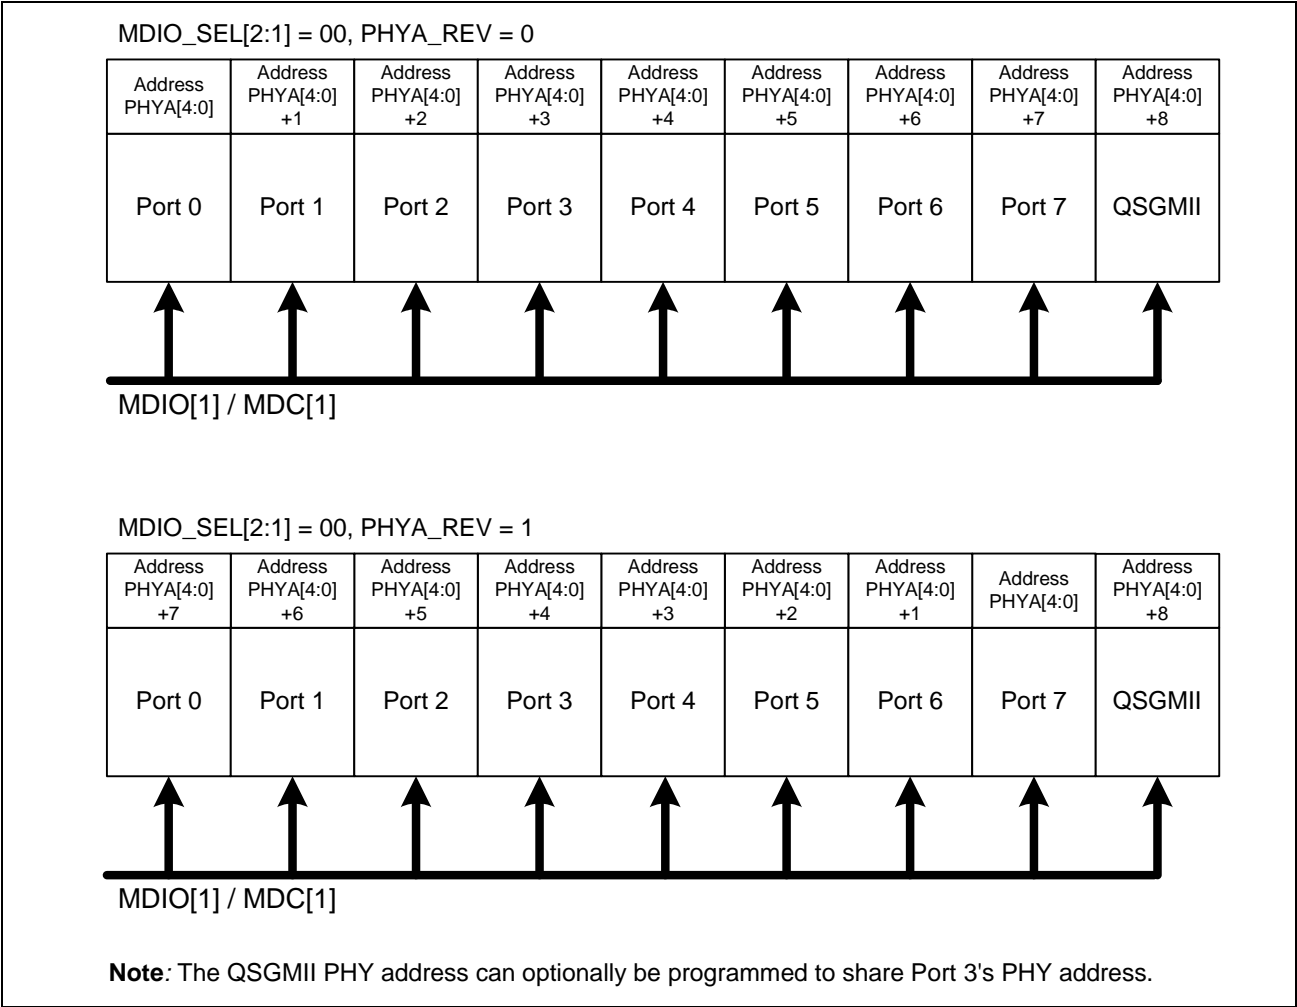 MDIO_SEL[2:1] = 00, PHYA_REV = 0
Address PHYA[4:0]
Address PHYA[4:0] +1
Address PHYA[4:0] +2
Address PHYA[4:0] +3
Address PHYA[4:0] +4
Address PHYA[4:0] +5
Address PHYA[4:0] +6
Address PHYA[4:0] +7
Address PHYA[4:0] +8
Port 0
Port 1
Port 2
Port 3
Port 4
Port 5
Port 6
Port 7
QSGMII
MDIO[1] / MDC[1]
MDIO_SEL[2:1] = 00, PHYA_REV = 1
Address PHYA[4:0] +7
Address PHYA[4:0] +6
Address PHYA[4:0] +5
Address PHYA[4:0] +4
Address PHYA[4:0] +3
Address PHYA[4:0] +2
Address PHYA[4:0] +1
Address PHYA[4:0]
Address PHYA[4:0] +8
Port 0
Port 1
Port 2
Port 3
Port 4
Port 5
Port 6
Port 7
QSGMII
MDIO[1] / MDC[1]
Note: The QSGMII PHY address can optionally be programmed to share Port 3's PHY address.